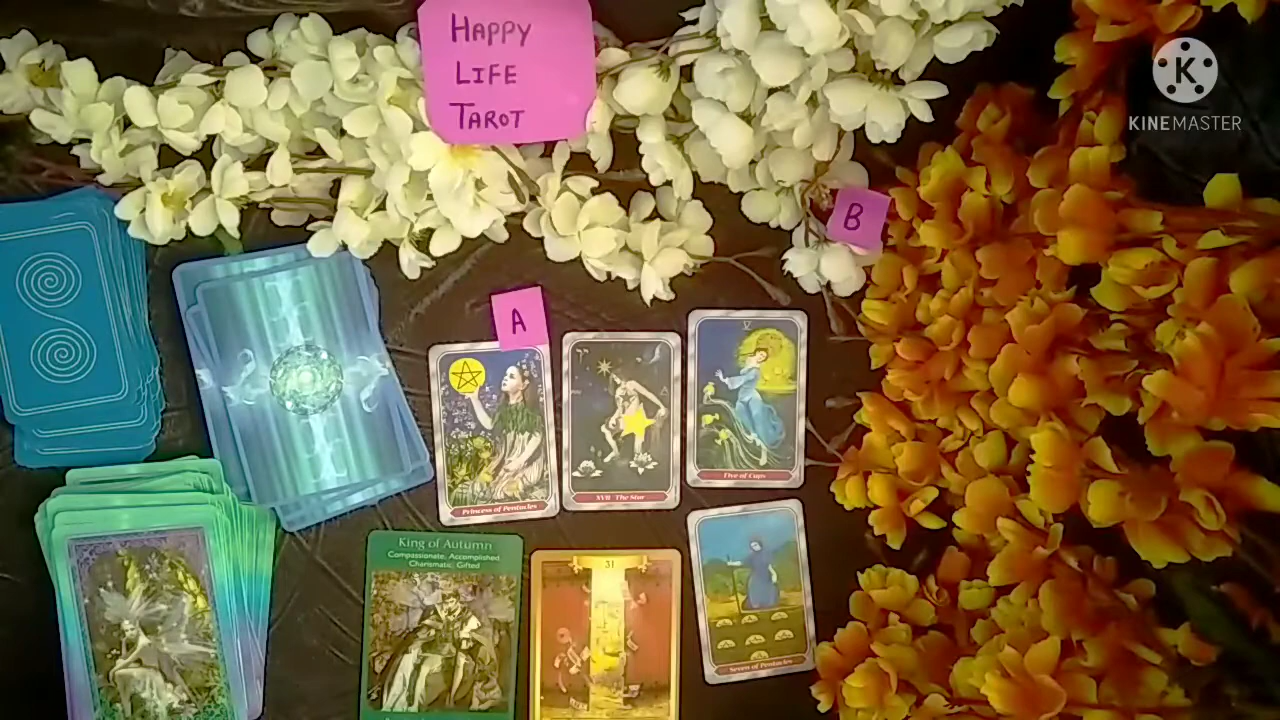 HAPPY
LIFE
TAROT
K
KINEMASTER
B
A
V
Princess of Pentacles
XVII The Star
Five of Cups
King of Autumn
Compassionate, Accomplished
Charismatic, Gifted
31
Seven of Pentacles